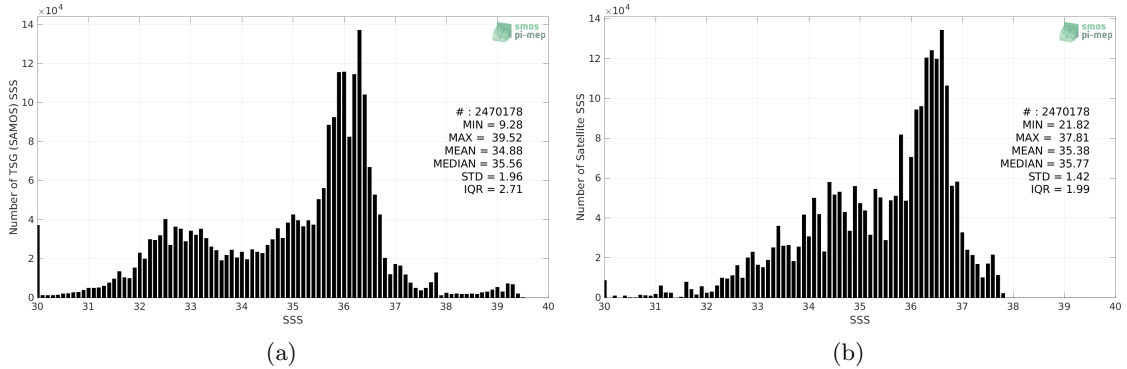 ×10⁴
14
12
10
8
6
4
2
0
Number of TSG (SAMOS) SSS
smos
pi-mep
# : 2470178
MIN = 9.28
MAX = 39.52
MEAN = 34.88
MEDIAN = 35.56
STD = 1.96
IQR = 2.71
30 31 32 33 34 35 36 37 38 39 40
SSS
(a)
×10⁴
14
12
10
8
6
4
2
0
Number of Satellite SSS
smos
pi-mep
# : 2470178
MIN = 21.82
MAX = 37.81
MEAN = 35.38
MEDIAN = 35.77
STD = 1.42
IQR = 1.99
30 31 32 33 34 35 36 37 38 39 40
SSS
(b)